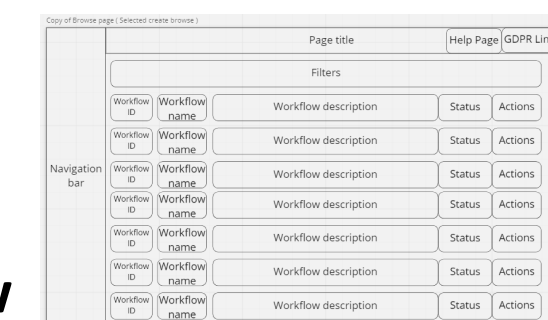 Copy of Browse page ( Selected create browse )
Page title Help Page GDPR Lin
Filters
Workflow ID Workflow name Workflow description Status Actions
Workflow ID Workflow name Workflow description Status Actions
Navigation bar
Workflow ID Workflow name Workflow description Status Actions
Workflow ID Workflow name Workflow description Status Actions
Workflow ID Workflow name Workflow description Status Actions
Workflow ID Workflow name Workflow description Status Actions
Workflow ID Workflow name Workflow description Status Actions